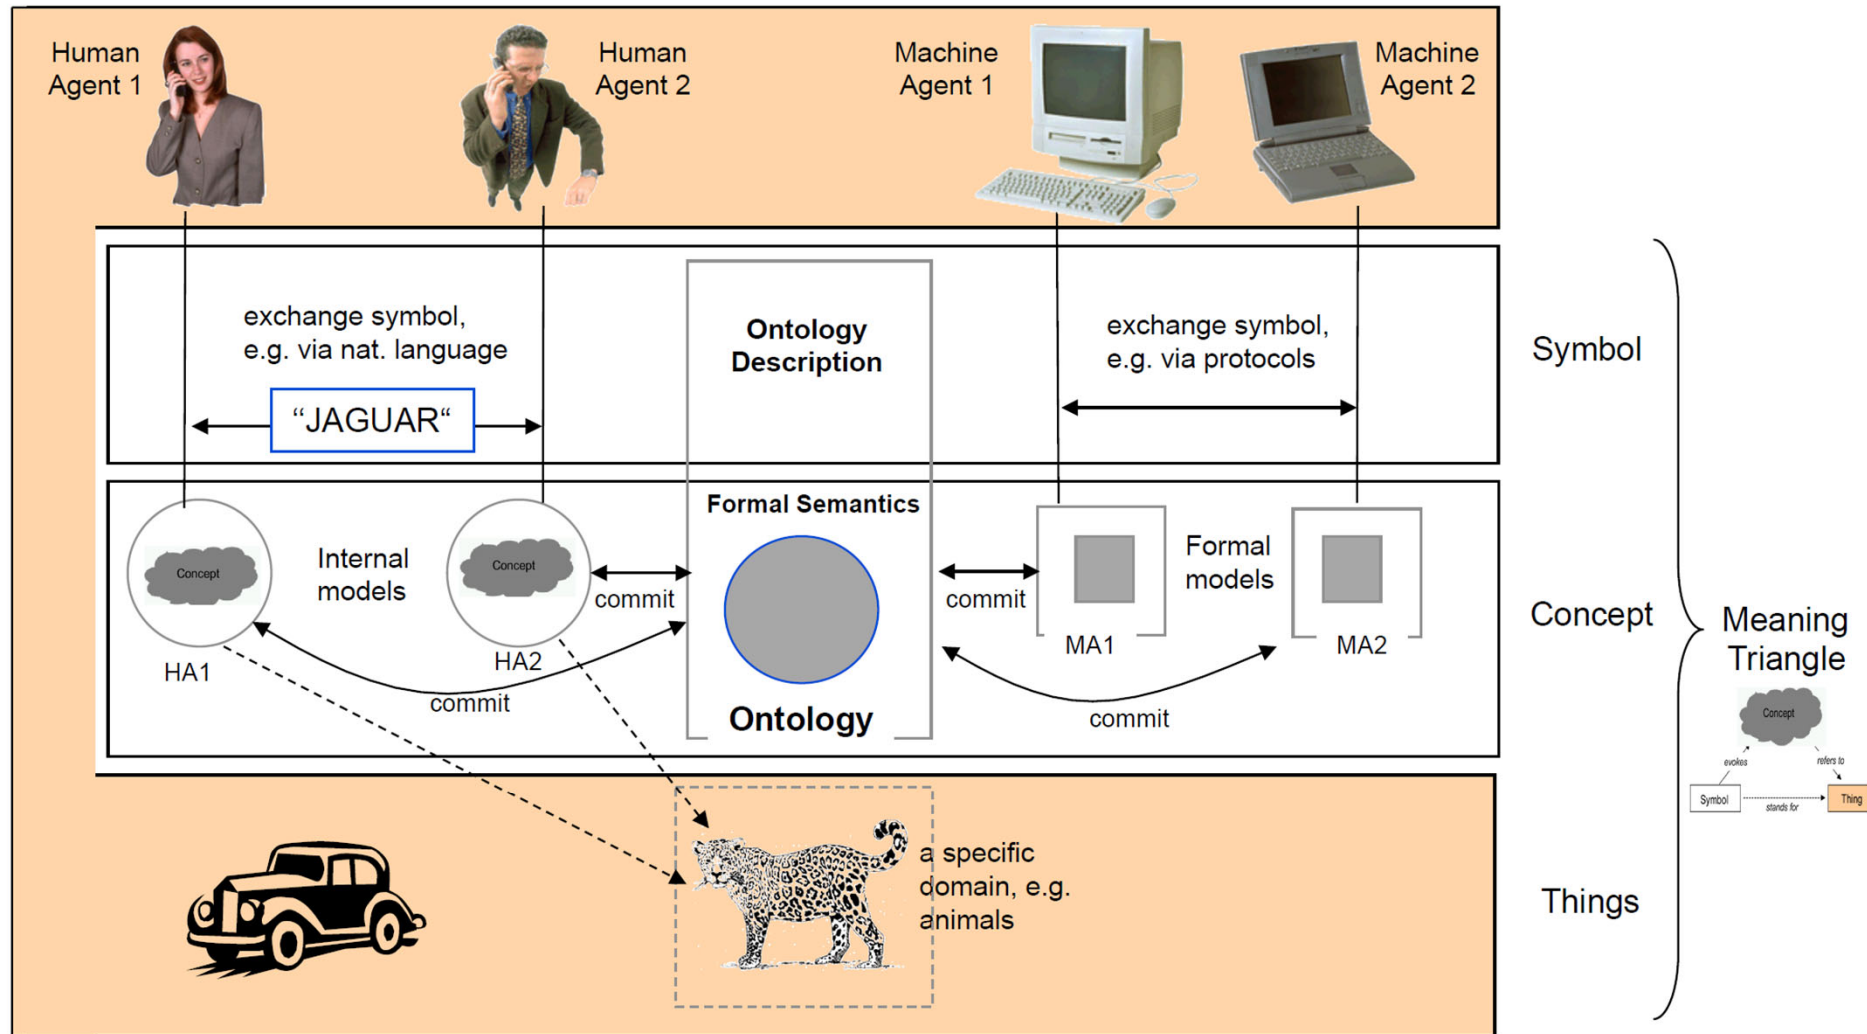 Human
Agent 1
Human
Agent 2
Machine
Agent 1
Machine
Agent 2
exchange symbol,
e.g. via nat. language
“JAGUAR“
Ontology
Description
exchange symbol,
e.g. via protocols
Symbol
Concept
HA1
Internal
models
Concept
HA2
commit
commit
Formal Semantics
Ontology
commit
MA1
Formal
models
MA2
commit
Concept
Meaning
Triangle
Concept
evokes
refers to
Symbol
stands for
Thing
a specific
domain, e.g.
animals
Things